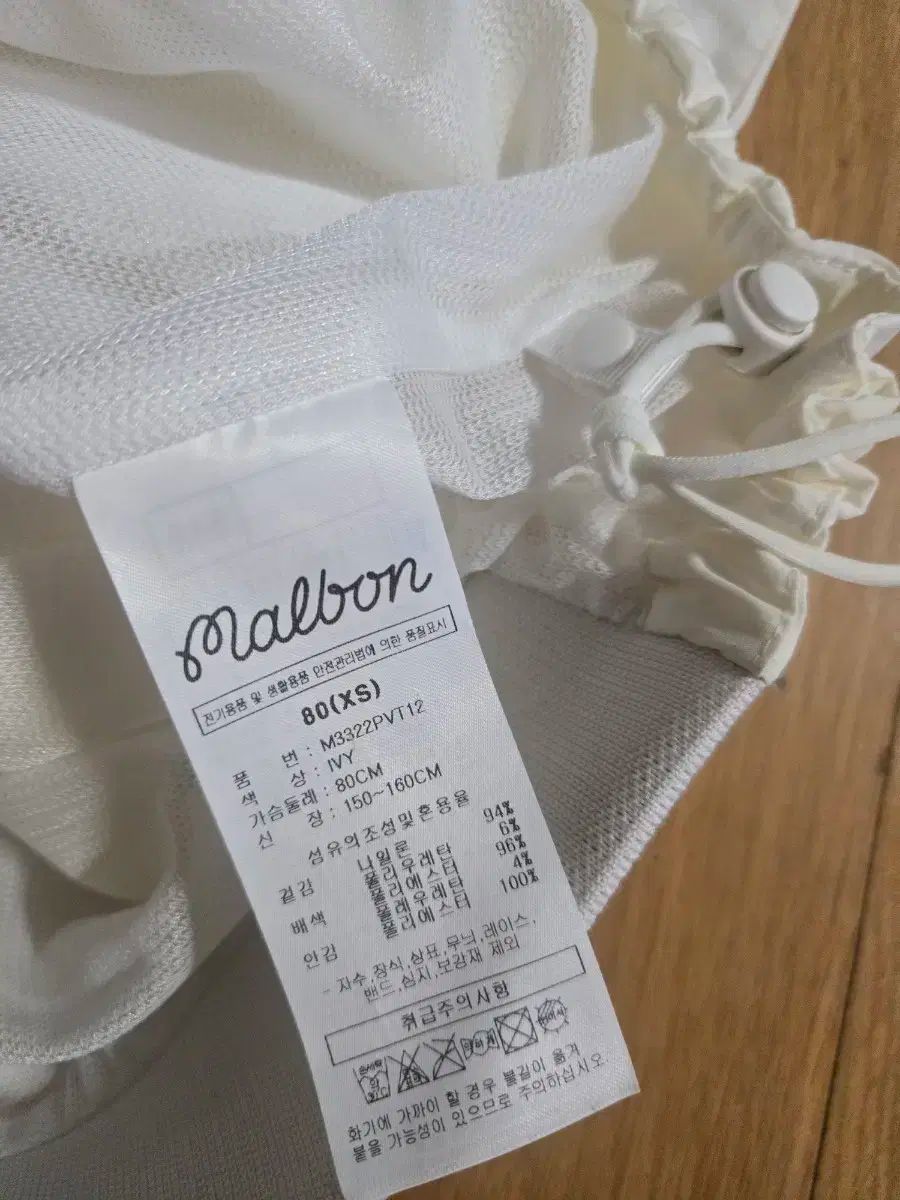 Malbon
전기용품 및 생활용품 안전관리법에 의한 품질표시
80(XS)
품 번 : M3322PVT12
색 상 : IVY
가슴둘레 : 80CM
신 장 : 150~160CM
섬유의조성및혼용율
겉감 나일론 94%
폴리우레탄 6%
배색 폴리에스터 96%
폴레우레탄 4%
안감 폴리에스터 100%
- 자수,장식,상표,무늬,레이스,
밴드,심지,보강재 제외
취급주의사항
화기에 가까이 할 경우 불길이 옮겨
붙을 가능성이 있으므로 주의하십시오